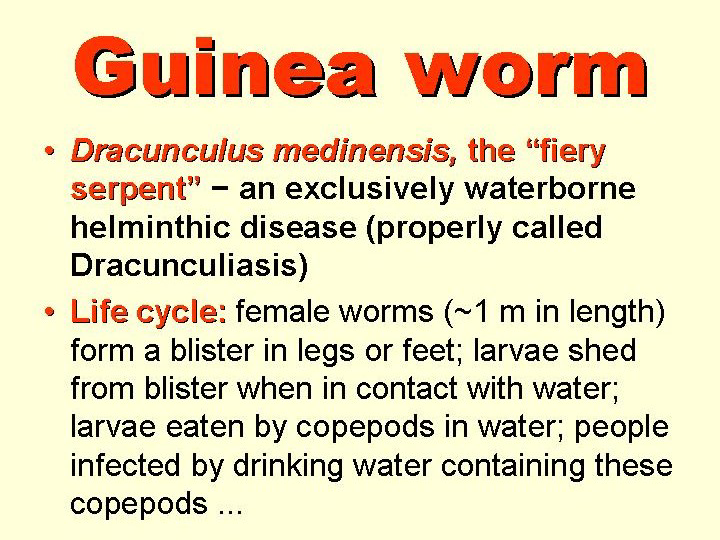 Guinea worm
• Dracunculus medinensis, the “fiery
serpent” − an exclusively waterborne
helminthic disease (properly called
Dracunculiasis)
• Life cycle: female worms (~1 m in length)
form a blister in legs or feet; larvae shed
from blister when in contact with water;
larvae eaten by copepods in water; people
infected by drinking water containing these
copepods ...